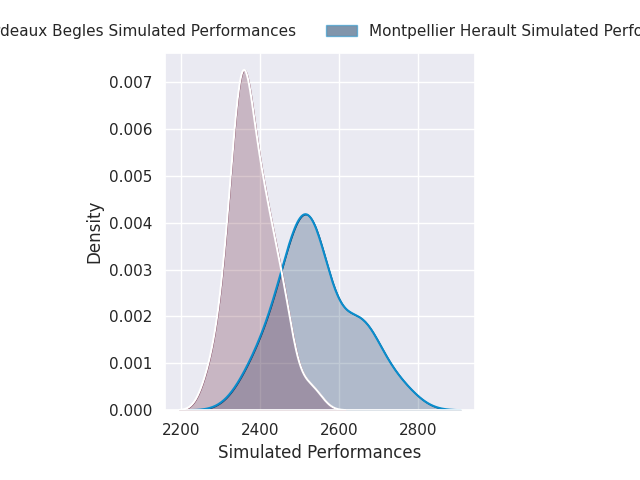 deaux Begles Simulated Performances Montpellier Herault Simulated Perfo
0.007
0.006
0.005
0.004
0.003
0.002
0.001
0.000
Density
2200 2400 2600 2800
Simulated Performances